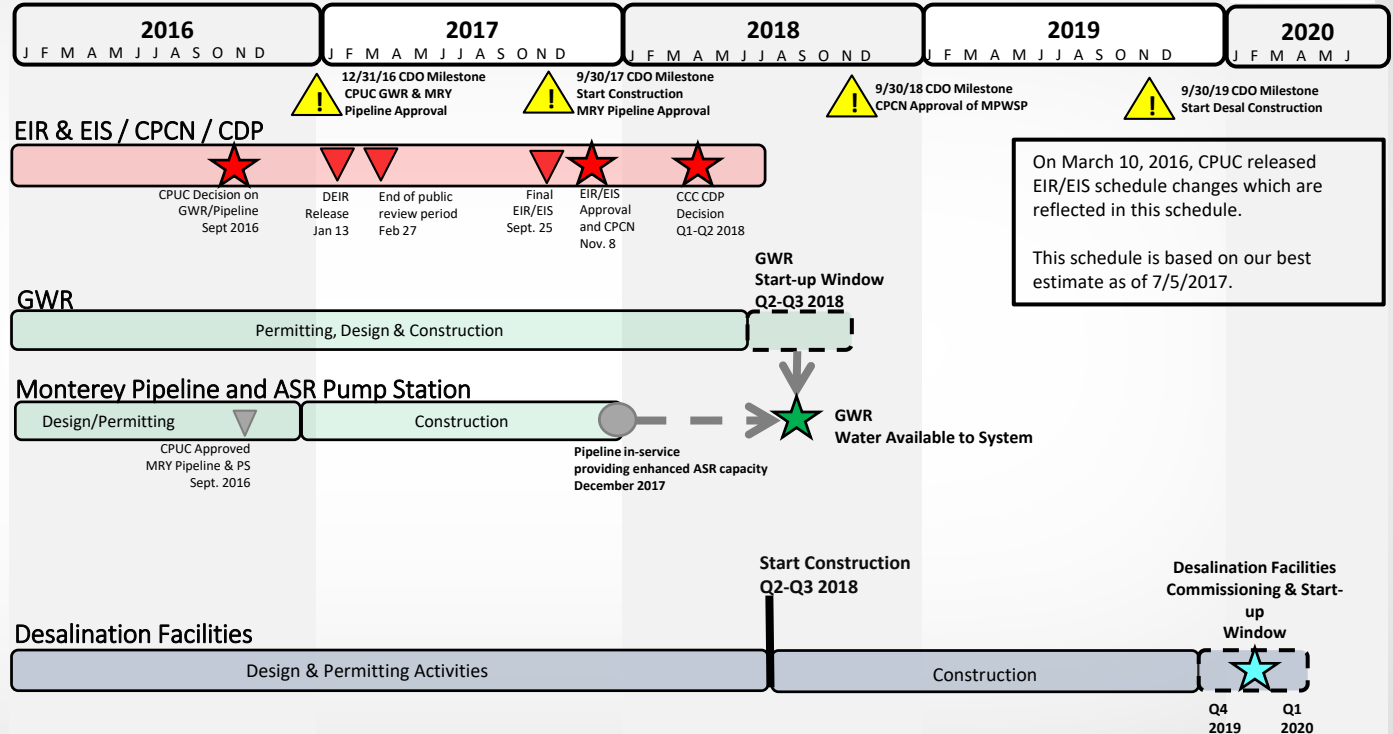 2016
J F M A M J J A S O N D
2017
J F M A M J J A S O N D
2018
J F M A M J J A S O N D
2019
J F M A M J J A S O N D
2020
J F M A M J
!
12/31/16 CDO Milestone
CPUC GWR & MRY
Pipeline Approval
!
9/30/17 CDO Milestone
Start Construction
MRY Pipeline Approval
!
9/30/18 CDO Milestone
CPCN Approval of MPWSP
!
9/30/19 CDO Milestone
Start Desal Construction
EIR & EIS / CPCN / CDP
CPUC Decision on
GWR/Pipeline
Sept 2016
DEIR
Release
Jan 13
End of public
review period
Feb 27
Final
EIR/EIS
Sept. 25
EIR/EIS
Approval
and CPCN
Nov. 8
CCC CDP
Decision
Q1-Q2 2018
On March 10, 2016, CPUC released
EIR/EIS schedule changes which are
reflected in this schedule.
This schedule is based on our best
estimate as of 7/5/2017.
GWR
Start-up Window
Q2-Q3 2018
GWR
Permitting, Design & Construction
Monterey Pipeline and ASR Pump Station
Design/Permitting
Construction
CPUC Approved
MRY Pipeline & PS
Sept. 2016
Pipeline in-service
providing enhanced ASR capacity
December 2017
GWR
Water Available to System
Start Construction
Q2-Q3 2018
Desalination Facilities
Commissioning & Start-
up
Window
Desalination Facilities
Design & Permitting Activities
Construction
Q4
2019
Q1
2020